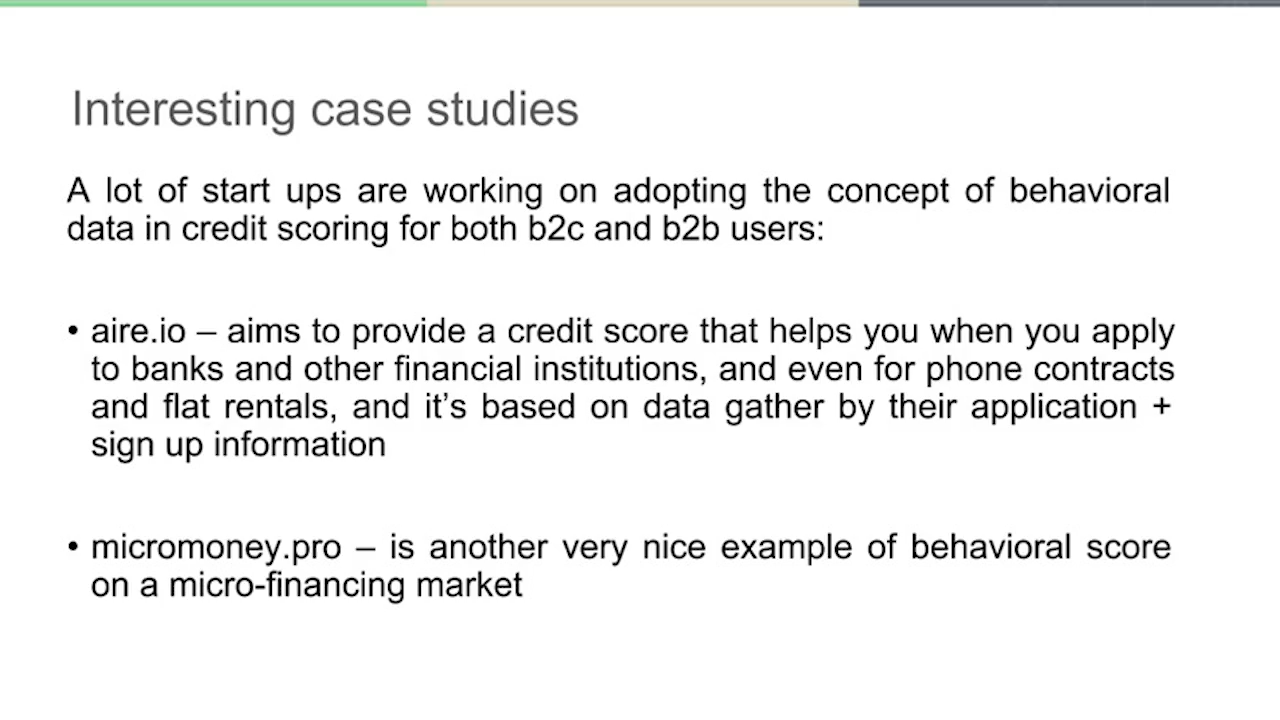 Interesting case studies
A lot of start ups are working on adopting the concept of behavioral
data in credit scoring for both b2c and b2b users:
• aire.io – aims to provide a credit score that helps you when you apply
to banks and other financial institutions, and even for phone contracts
and flat rentals, and it’s based on data gather by their application +
sign up information
• micromoney.pro – is another very nice example of behavioral score
on a micro-financing market